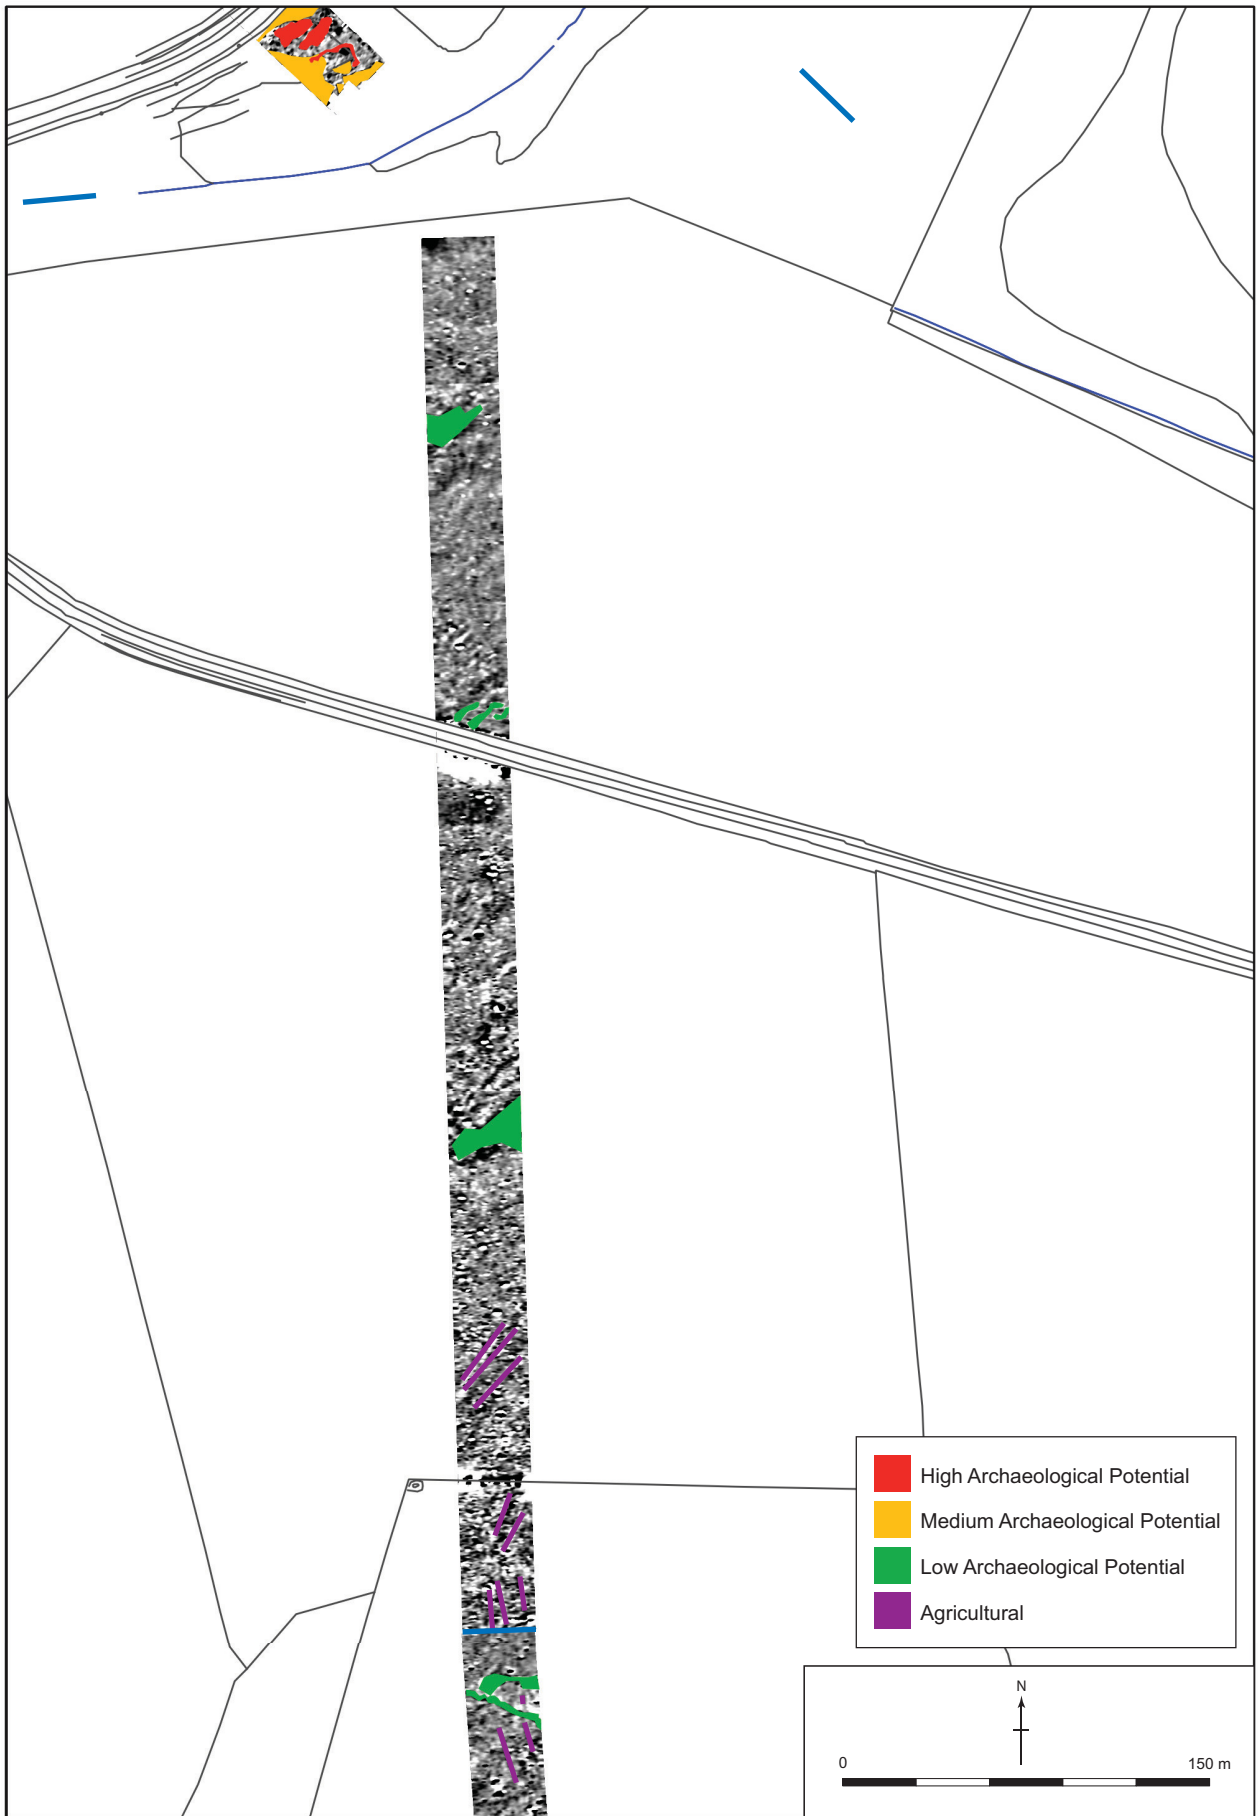 High Archaeological Potential
Medium Archaeological Potential
Low Archaeological Potential
Agricultural
N
0 150 m